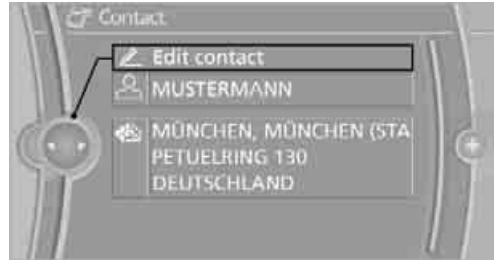 Contact
Edit contact
MUSTERMANN
MÜNCHEN, MÜNCHEN (STA
PETUELRING 130
DEUTSCHLAND